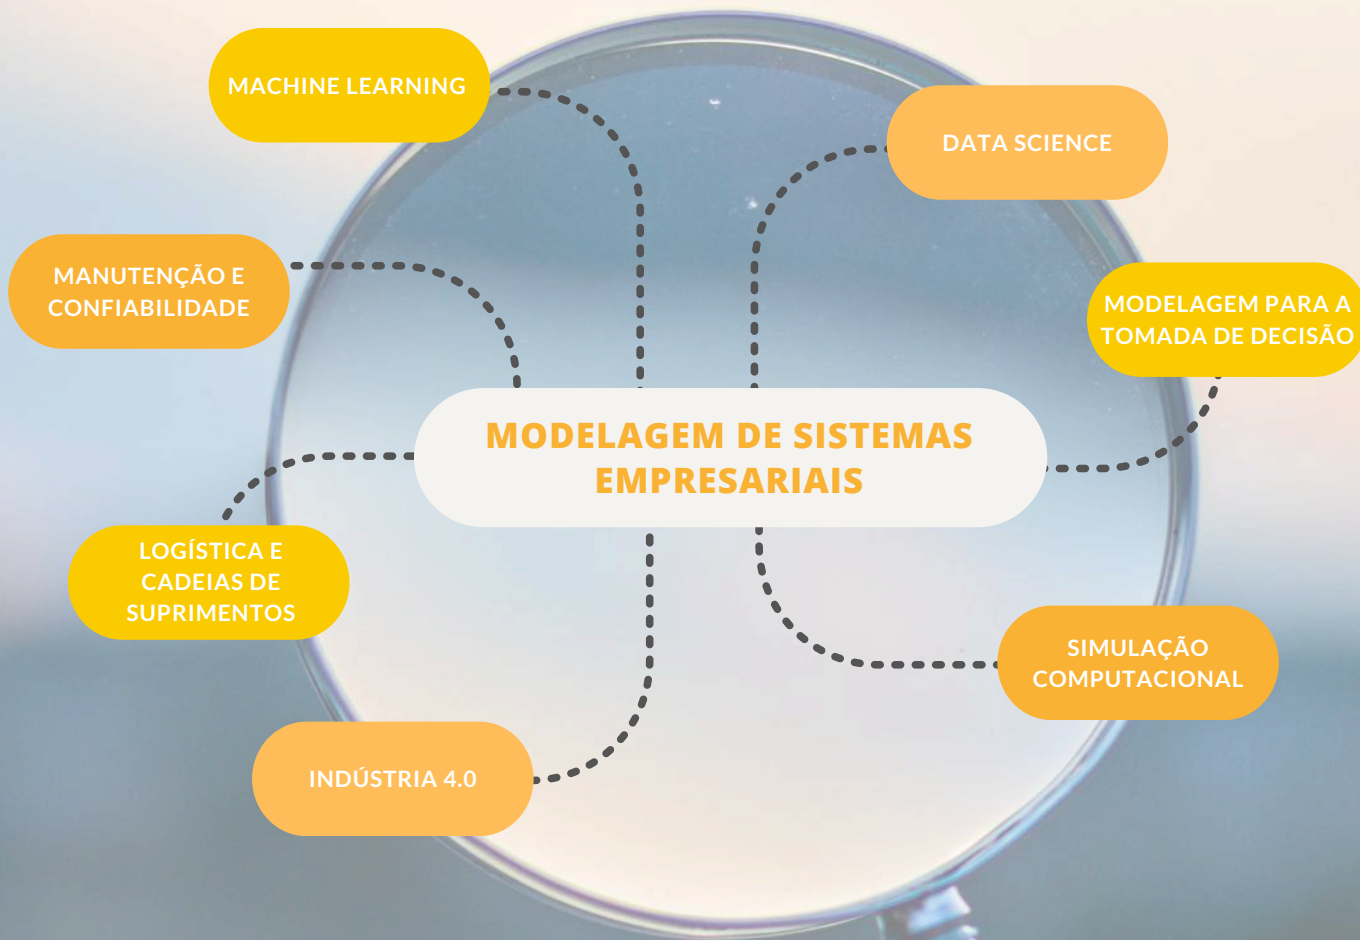 MACHINE LEARNING
DATA SCIENCE
MANUTENÇÃO E
CONFIABILIDADE
MODELAGEM PARA A
TOMADA DE DECISÃO
MODELAGEM DE SISTEMAS
EMPRESARIAIS
LOGÍSTICA E
CADEIAS DE
SUPRIMENTOS
SIMULAÇÃO
COMPUTACIONAL
INDÚSTRIA 4.0